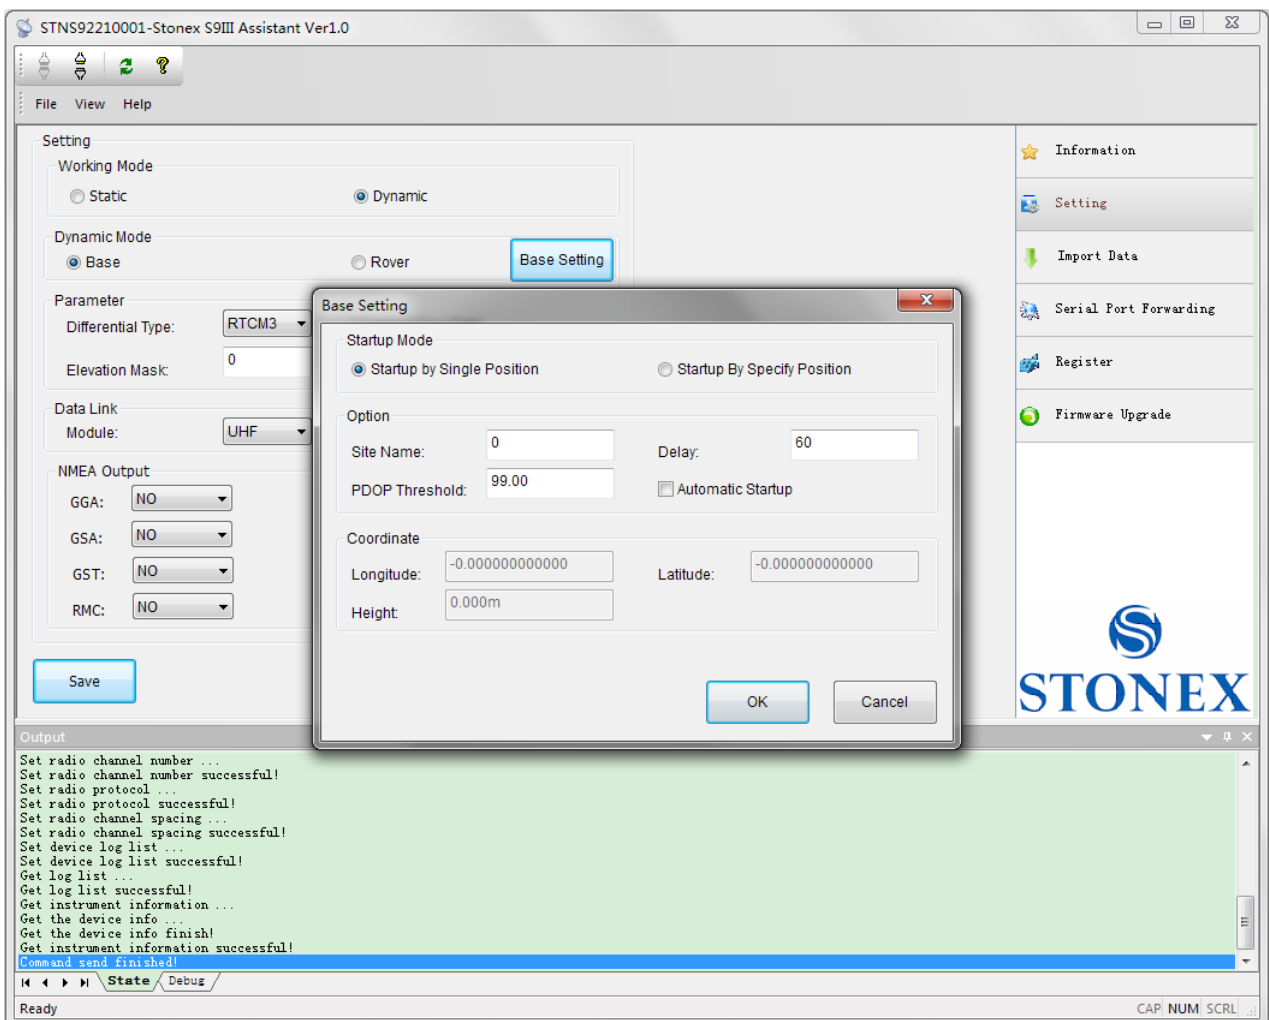 STNS92210001-Stonex S9III Assistant Ver1.0
File View Help
Setting
Working Mode
Static Dynamic
Dynamic Mode
Base Rover Base Setting
Parameter
Differential Type: RTCM3
Elevation Mask: 0
Data Link
Module: UHF
NMEA Output
GGA: NO
GSA: NO
GST: NO
RMC: NO
Save
Base Setting
Startup Mode
Startup by Single Position Startup By Specify Position
Option
Site Name: 0 Delay: 60
PDOP Threshold: 99.00 Automatic Startup
Coordinate
Longitude: -0.000000000000 Latitude: -0.000000000000
Height: 0.000m
OK Cancel
Information
Setting
Import Data
Serial Port Forwarding
Register
Firmware Upgrade
STONEX
Output
Set radio channel number ...
Set radio channel number successful!
Set radio protocol ...
Set radio protocol successful!
Set radio channel spacing ...
Set radio channel spacing successful!
Set device log list ...
Set device log list successful!
Get log list ...
Get log list successful!
Get instrument information ...
Get the device info ...
Get the device info finish!
Get instrument information successful!
Command send finished!
State Debug
Ready CAP NUM SCRL